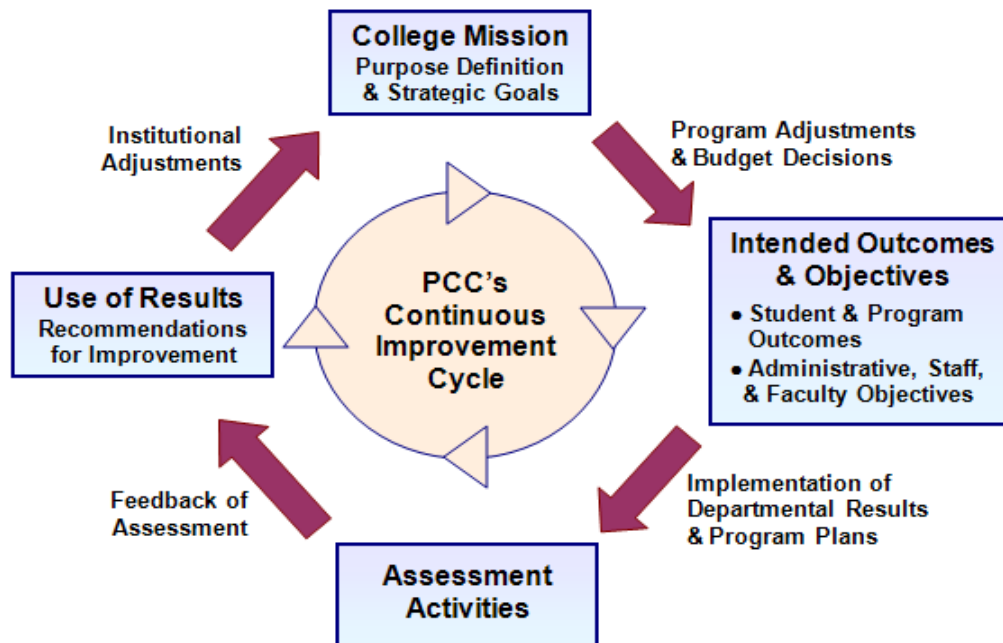 College Mission
Purpose Definition
& Strategic Goals
Institutional
Adjustments
Program Adjustments
& Budget Decisions
Intended Outcomes
& Objectives
● Student & Program
Outcomes
● Administrative, Staff,
& Faculty Objectives
Use of Results
Recommendations
for Improvement
PCC's
Continuous
Improvement
Cycle
Feedback of
Assessment
Implementation of
Departmental Results
& Program Plans
Assessment
Activities